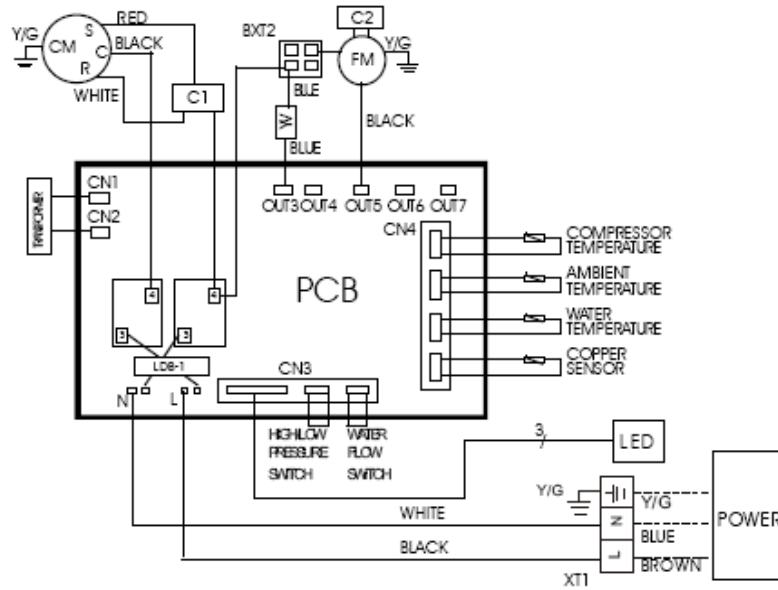 RED
C2
Y/G
S
CM
C
R
BLACK
BXT2
FM
Y/G
WHITE
C1
BLUE
W
BLACK
BLUE
CN1
CN2
TRANSFORMER
OUT3 OUT4 OUT5 OUT6 OUT7
CN4
COMPRESSOR
TEMPERATURE
AMBIENT
TEMPERATURE
WATER
TEMPERATURE
COPPER
SENSOR
PCB
4
4
3
3
LDB-1
CN3
N
L
HIGH/LOW
PRESSURE
SWITCH
WATER
FLOW
SWITCH
3
LED
Y/G
Y/G
WHITE
N
BLUE
BLACK
L
BROWN
POWER
XT1